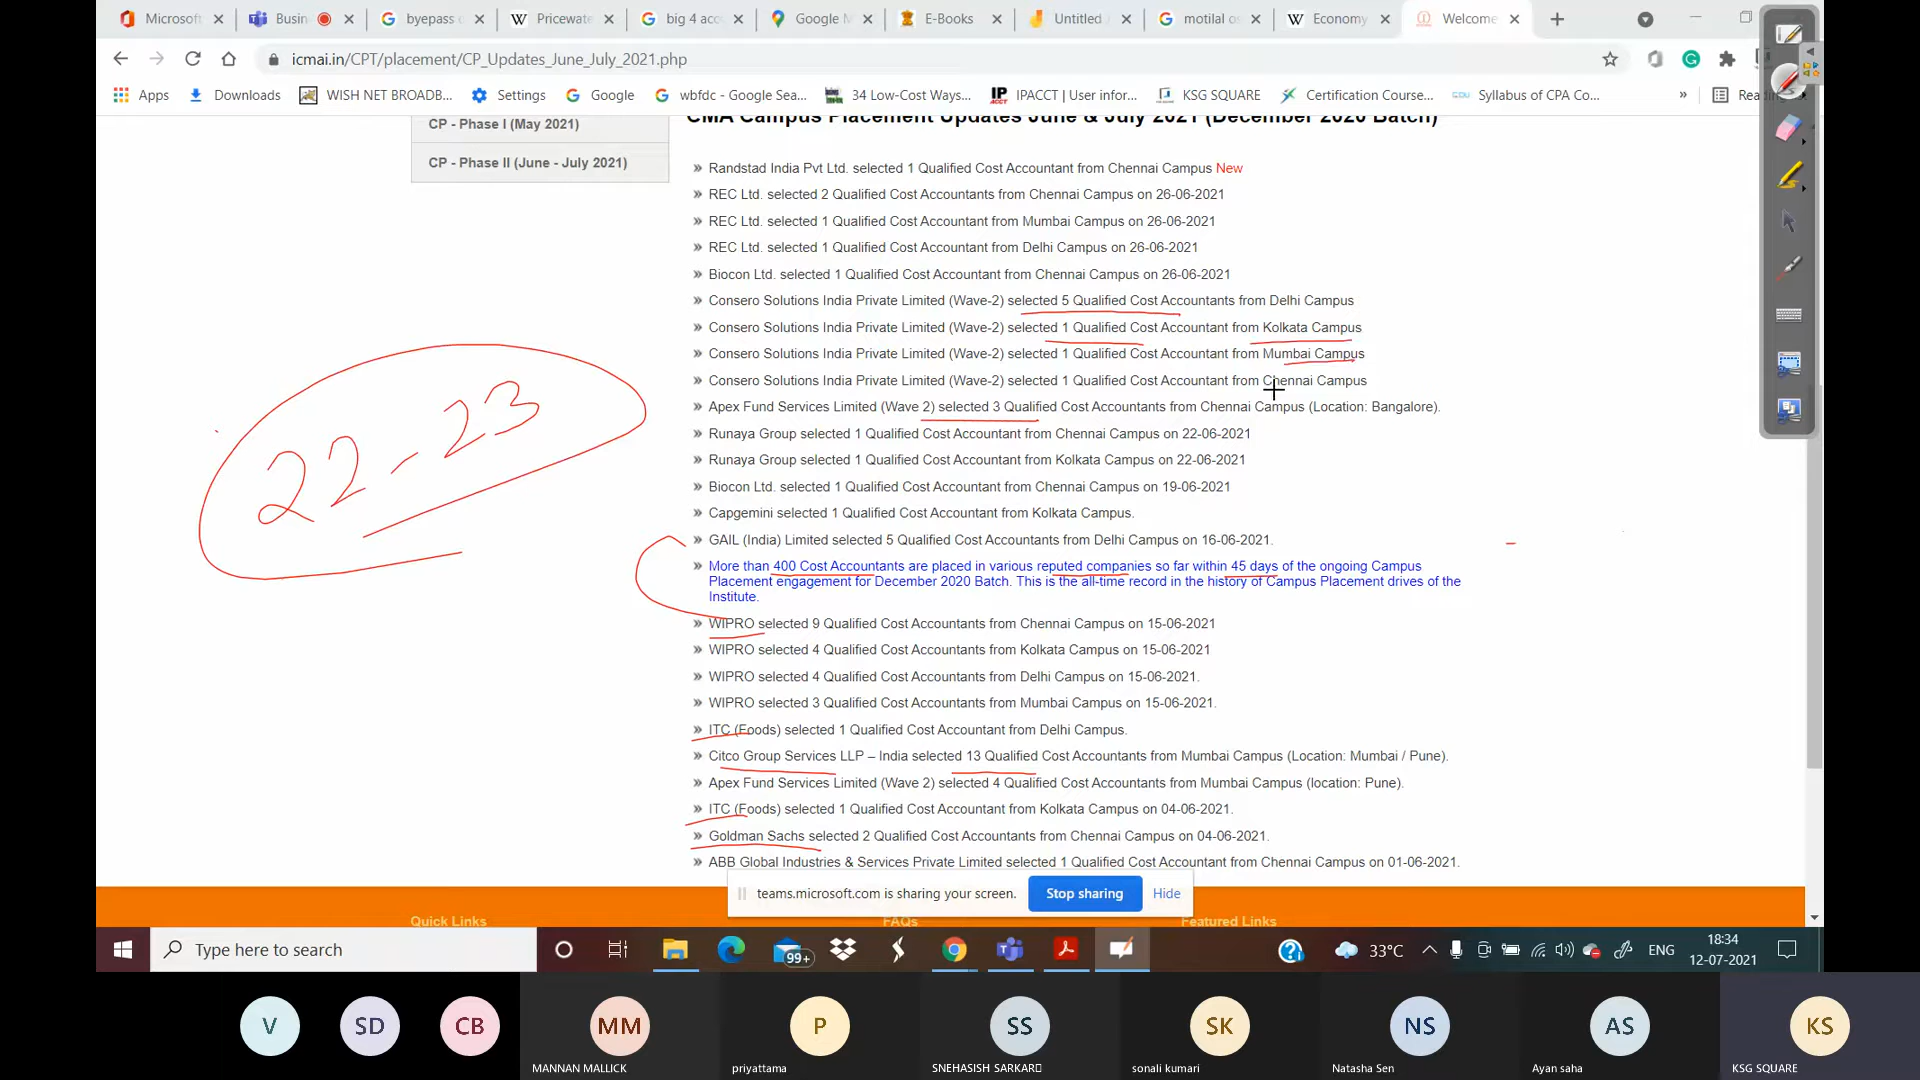 Microsoft
Busin
byepass
Pricewate
big 4 acc
Google M
E-Books
Untitled
motilal os
Economy
Welcome
icmai.in/CPT/placement/CP_Updates_June_July_2021.php
Apps
Downloads
WISH NET BROADB...
Settings
Google
wbfdc - Google Sea...
34 Low-Cost Ways...
IPACCT | User infor...
KSG SQUARE
Certification Course...
Syllabus of CPA Co...
»
CP - Phase I (May 2021)
CP - Phase II (June - July 2021)
CMA Campus Placement Updates June & July 2021 (December 2020 Batch)
» Randstad India Pvt Ltd. selected 1 Qualified Cost Accountant from Chennai Campus New
» REC Ltd. selected 2 Qualified Cost Accountants from Chennai Campus on 26-06-2021
» REC Ltd. selected 1 Qualified Cost Accountant from Mumbai Campus on 26-06-2021
» REC Ltd. selected 1 Qualified Cost Accountant from Delhi Campus on 26-06-2021
» Biocon Ltd. selected 1 Qualified Cost Accountant from Chennai Campus on 26-06-2021
» Consero Solutions India Private Limited (Wave-2) selected 5 Qualified Cost Accountants from Delhi Campus
» Consero Solutions India Private Limited (Wave-2) selected 1 Qualified Cost Accountant from Kolkata Campus
» Consero Solutions India Private Limited (Wave-2) selected 1 Qualified Cost Accountant from Mumbai Campus
» Consero Solutions India Private Limited (Wave-2) selected 1 Qualified Cost Accountant from Chennai Campus
» Apex Fund Services Limited (Wave 2) selected 3 Qualified Cost Accountants from Chennai Campus (Location: Bangalore).
» Runaya Group selected 1 Qualified Cost Accountant from Chennai Campus on 22-06-2021
» Runaya Group selected 1 Qualified Cost Accountant from Kolkata Campus on 22-06-2021
» Biocon Ltd. selected 1 Qualified Cost Accountant from Chennai Campus on 19-06-2021
» Capgemini selected 1 Qualified Cost Accountant from Kolkata Campus.
» GAIL (India) Limited selected 5 Qualified Cost Accountants from Delhi Campus on 16-06-2021.
» More than 400 Cost Accountants are placed in various reputed companies so far within 45 days of the ongoing Campus
Placement engagement for December 2020 Batch. This is the all-time record in the history of Campus Placement drives of the
Institute.
» WIPRO selected 9 Qualified Cost Accountants from Chennai Campus on 15-06-2021
» WIPRO selected 4 Qualified Cost Accountants from Kolkata Campus on 15-06-2021
» WIPRO selected 4 Qualified Cost Accountants from Delhi Campus on 15-06-2021.
» WIPRO selected 3 Qualified Cost Accountants from Mumbai Campus on 15-06-2021.
» ITC (Foods) selected 1 Qualified Cost Accountant from Delhi Campus.
» Citco Group Services LLP – India selected 13 Qualified Cost Accountants from Mumbai Campus (Location: Mumbai / Pune).
» Apex Fund Services Limited (Wave 2) selected 4 Qualified Cost Accountants from Mumbai Campus (location: Pune).
» ITC (Foods) selected 1 Qualified Cost Accountant from Kolkata Campus on 04-06-2021.
» Goldman Sachs selected 2 Qualified Cost Accountants from Chennai Campus on 04-06-2021.
» ABB Global Industries & Services Private Limited selected 1 Qualified Cost Accountant from Chennai Campus on 01-06-2021.
22-23
teams.microsoft.com is sharing your screen.
Stop sharing
Hide
Quick Links
FAQs
Featured Links
Type here to search
99+
33°C
ENG
18:34
12-07-2021
V
SD
CB
MM
P
SS
SK
NS
AS
KS
MANNAN MALLICK
priyattama
SNEHASISH SARKAR
sonali kumari
Natasha Sen
Ayan saha
KSG SQUARE